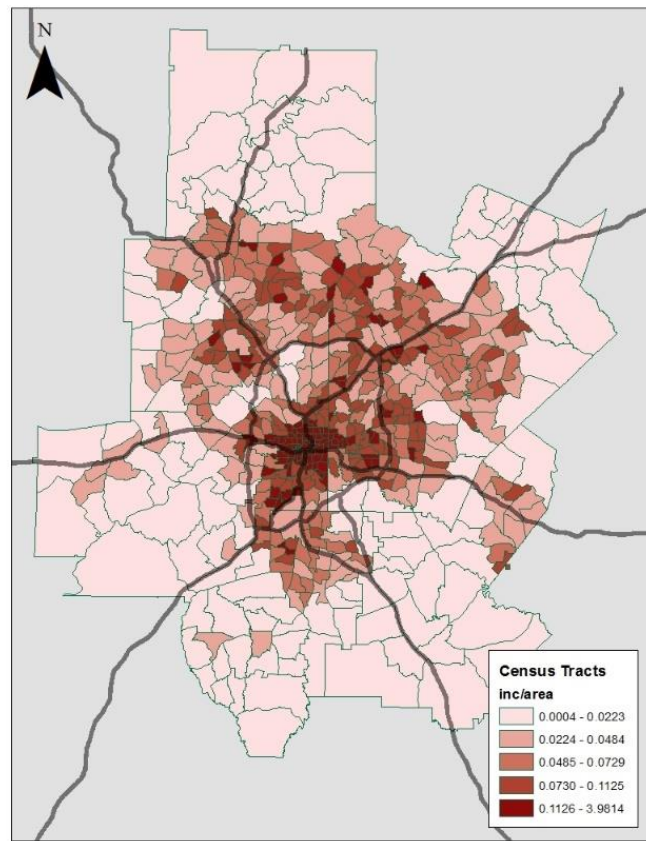 N
Census Tracts
inc/area
0.0004 - 0.0223
0.0224 - 0.0484
0.0485 - 0.0729
0.0730 - 0.1125
0.1126 - 3.9814